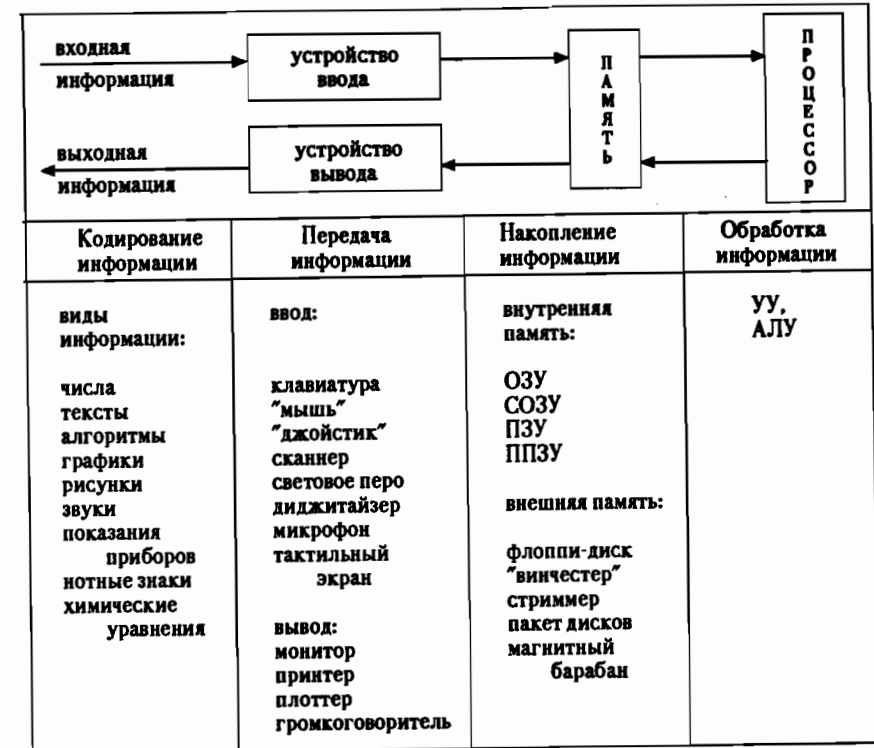 входная
информация
устройство
ввода
ПАМЯТЬ
ПРОЦЕССОР
выходная
информация
устройство
вывода
Кодирование
информации
Передача
информации
Накопление
информации
Обработка
информации
виды
информации:
числа
тексты
алгоритмы
графики
рисунки
звуки
показания
приборов
нотные знаки
химические
уравнения
ввод:
клавиатура
"мышь"
"джойстик"
сканнер
световое перо
диджитайзер
микрофон
тактильный
экран
вывод:
монитор
принтер
плоттер
громкоговоритель
внутренняя
память:
ОЗУ
СОЗУ
ПЗУ
ППЗУ
внешняя память:
флоппи-диск
"винчестер"
стриммер
пакет дисков
магнитный
барабан
УУ,
АЛУ